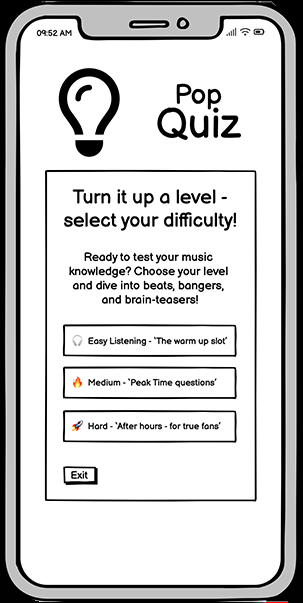 09:52 AM
Pop
Quiz
Turn it up a level -
select your difficulty!
Ready to test your music
knowledge? Choose your level
and dive into beats, bangers,
and brain-teasers!
Easy Listening - ‘The warm up slot’
Medium - ‘Peak Time questions’
Hard - ‘After hours - for true fans’
Exit